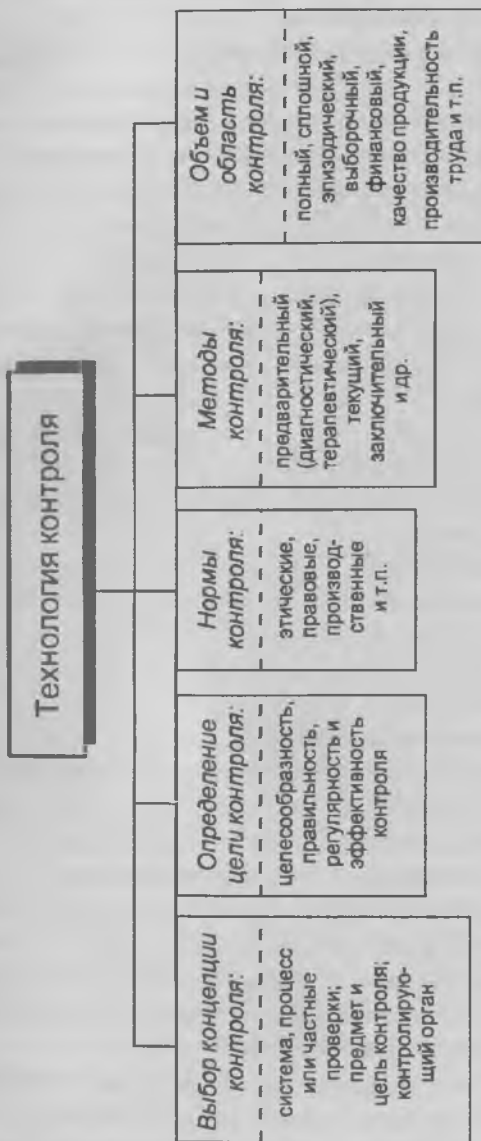 Технология контроля
Выбор концепции
контроля:
система, процесс
или частные
проверки;
предмет и
цель контроля;
контролирую-
щий орган
Определение
цели контроля:
целесообразность,
правильность,
регулярность и
эффективность
контроля
Нормы
контроля:
этические,
правовые,
производ-
ственные
и т.п.
Методы
контроля:
предварительный
(диагностический,
терапевтический),
текущий,
заключительный
и др.
Объем и
область
контроля:
полный, сплошной,
эпизодический,
выборочный,
финансовый,
качество продукции,
производительность
труда и т.п.